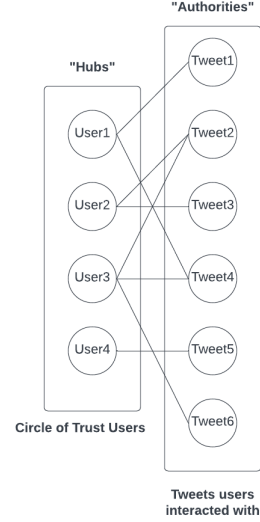 "Authorities"
"Hubs"
Tweet1
User1
Tweet2
User2
Tweet3
User3
Tweet4
User4
Tweet5
Tweet6
Circle of Trust Users
Tweets users
interacted with